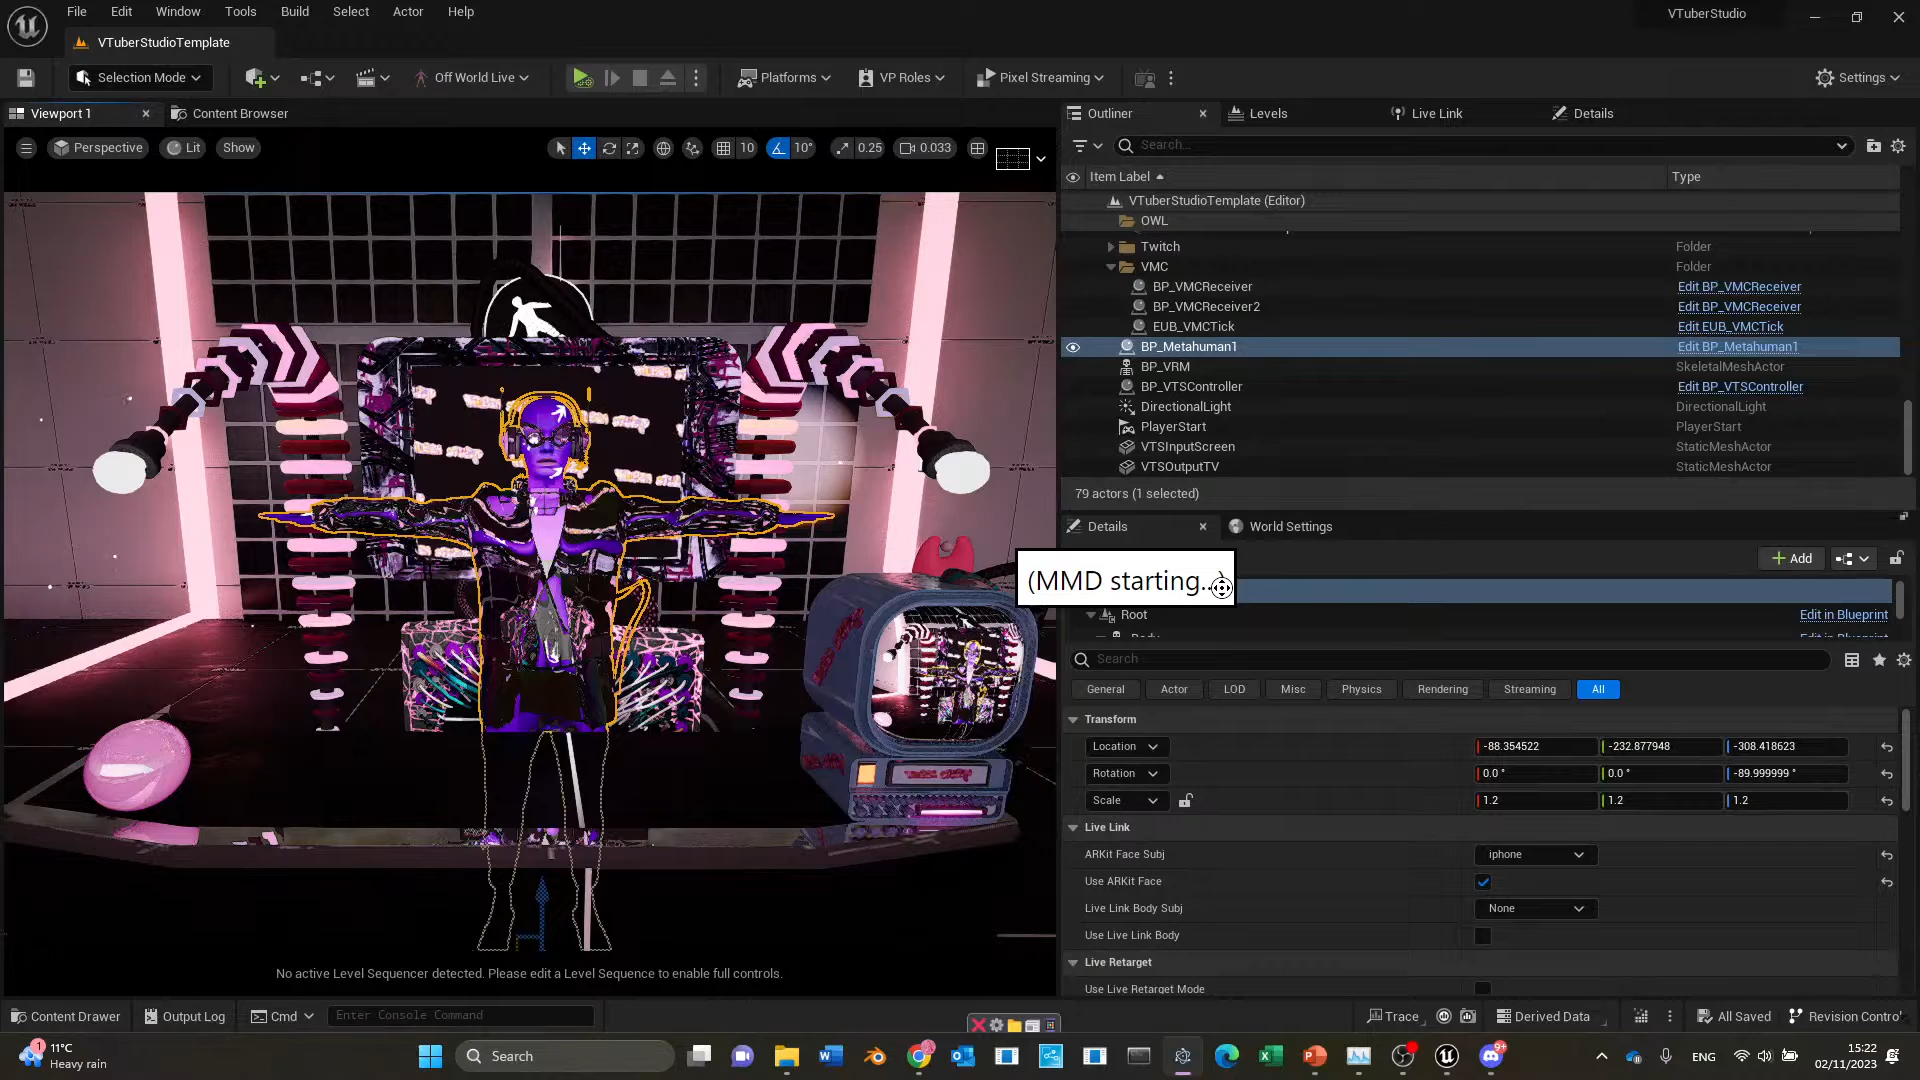 File Edit Window Tools Build Select Actor Help
VTuberStudio
VTuberStudioTemplate
Selection Mode
Off World Live
Platforms
VP Roles
Pixel Streaming
Settings
Viewport 1
Content Browser
Perspective
Lit
Show
10
10°
0.25
0.033
No active Level Sequencer detected. Please edit a Level Sequence to enable full controls.
Outliner
Levels
Live Link
Details
Search...
Item Label
Type
VTuberStudioTemplate (Editor)
OWL
Twitch Folder
VMC Folder
BP_VMCReceiver Edit BP_VMCReceiver
BP_VMCReceiver2 Edit BP_VMCReceiver
EUB_VMCTick Edit EUB_VMCTick
BP_Metahuman1 Edit BP_Metahuman1
BP_VRM SkeletalMeshActor
BP_VTSController Edit BP_VTSController
DirectionalLight DirectionalLight
PlayerStart PlayerStart
VTSInputScreen StaticMeshActor
VTSOutputTV StaticMeshActor
79 actors (1 selected)
Details
World Settings
Add
(MMD starting...
Root Edit in Blueprint
Body Edit in Blueprint
Search
General Actor LOD Misc Physics Rendering Streaming All
Transform
Location -88.354522 -232.877948 -308.418623
Rotation 0.0 ° 0.0 ° -89.999999 °
Scale 1.2 1.2 1.2
Live Link
ARKit Face Subj iphone
Use ARKit Face
Live Link Body Subj None
Use Live Link Body
Live Retarget
Use Live Retarget Mode
Content Drawer
Output Log
Cmd
Enter Console Command
Trace
Derived Data
All Saved
Revision Contro
1
11°C
Heavy rain
Search
9+
ENG
15:22
02/11/2023